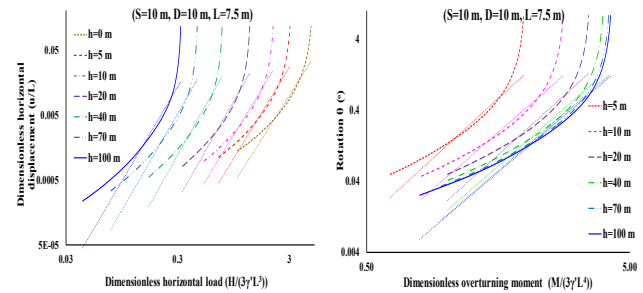 (S=10 m, D=10 m, L=7.5 m)
Dimensionless horizontal
displacement (u/L)
0.05
0.005
0.0005
5E-05
h=0 m
h=5 m
h=10 m
h=20 m
h=40 m
h=70 m
h=100 m
0.03
0.3
3
Dimensionless horizontal load (H/(3γ'L³))
(S=10 m, D=10 m, L=7.5 m)
Rotation θ (°)
4
0.4
0.04
0.004
h=5 m
h=10 m
h=20 m
h=40 m
h=70 m
h=100 m
0.50
5.00
Dimensionless overturning moment (M/(3γ'L⁴))